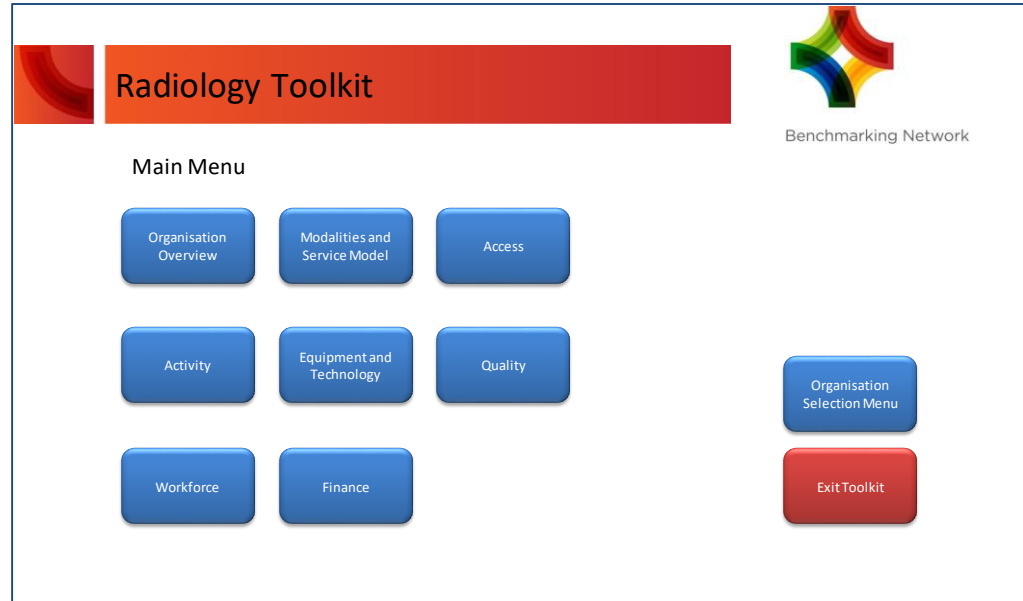 Radiology Toolkit
Benchmarking Network
Main Menu
Organisation
Overview
Modalities and
Service Model
Access
Activity
Equipment and
Technology
Quality
Organisation
Selection Menu
Workforce
Finance
Exit Toolkit